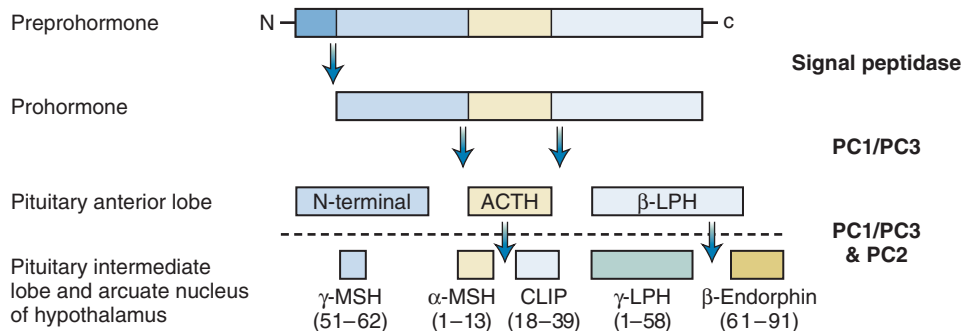 Preprohormone
N
c
Signal peptidase
Prohormone
PC1/PC3
Pituitary anterior lobe
N-terminal
ACTH
β-LPH
PC1/PC3
& PC2
Pituitary intermediate
lobe and arcuate nucleus
of hypothalamus
γ-MSH
(51–62)
α-MSH
(1–13)
CLIP
(18–39)
γ-LPH
(1–58)
β-Endorphin
(61–91)